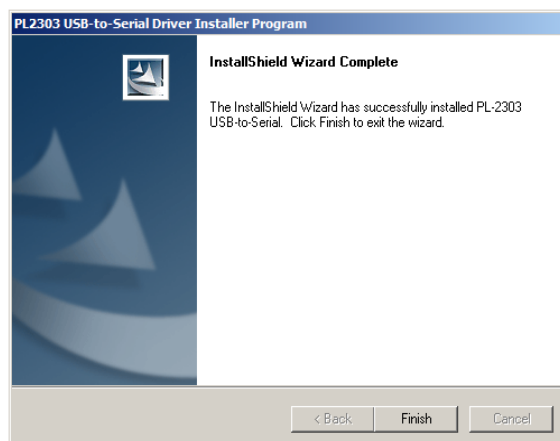 PL2303 USB-to-Serial Driver Installer Program
InstallShield Wizard Complete
The InstallShield Wizard has successfully installed PL-2303
USB-to-Serial. Click Finish to exit the wizard.
< Back Finish Cancel